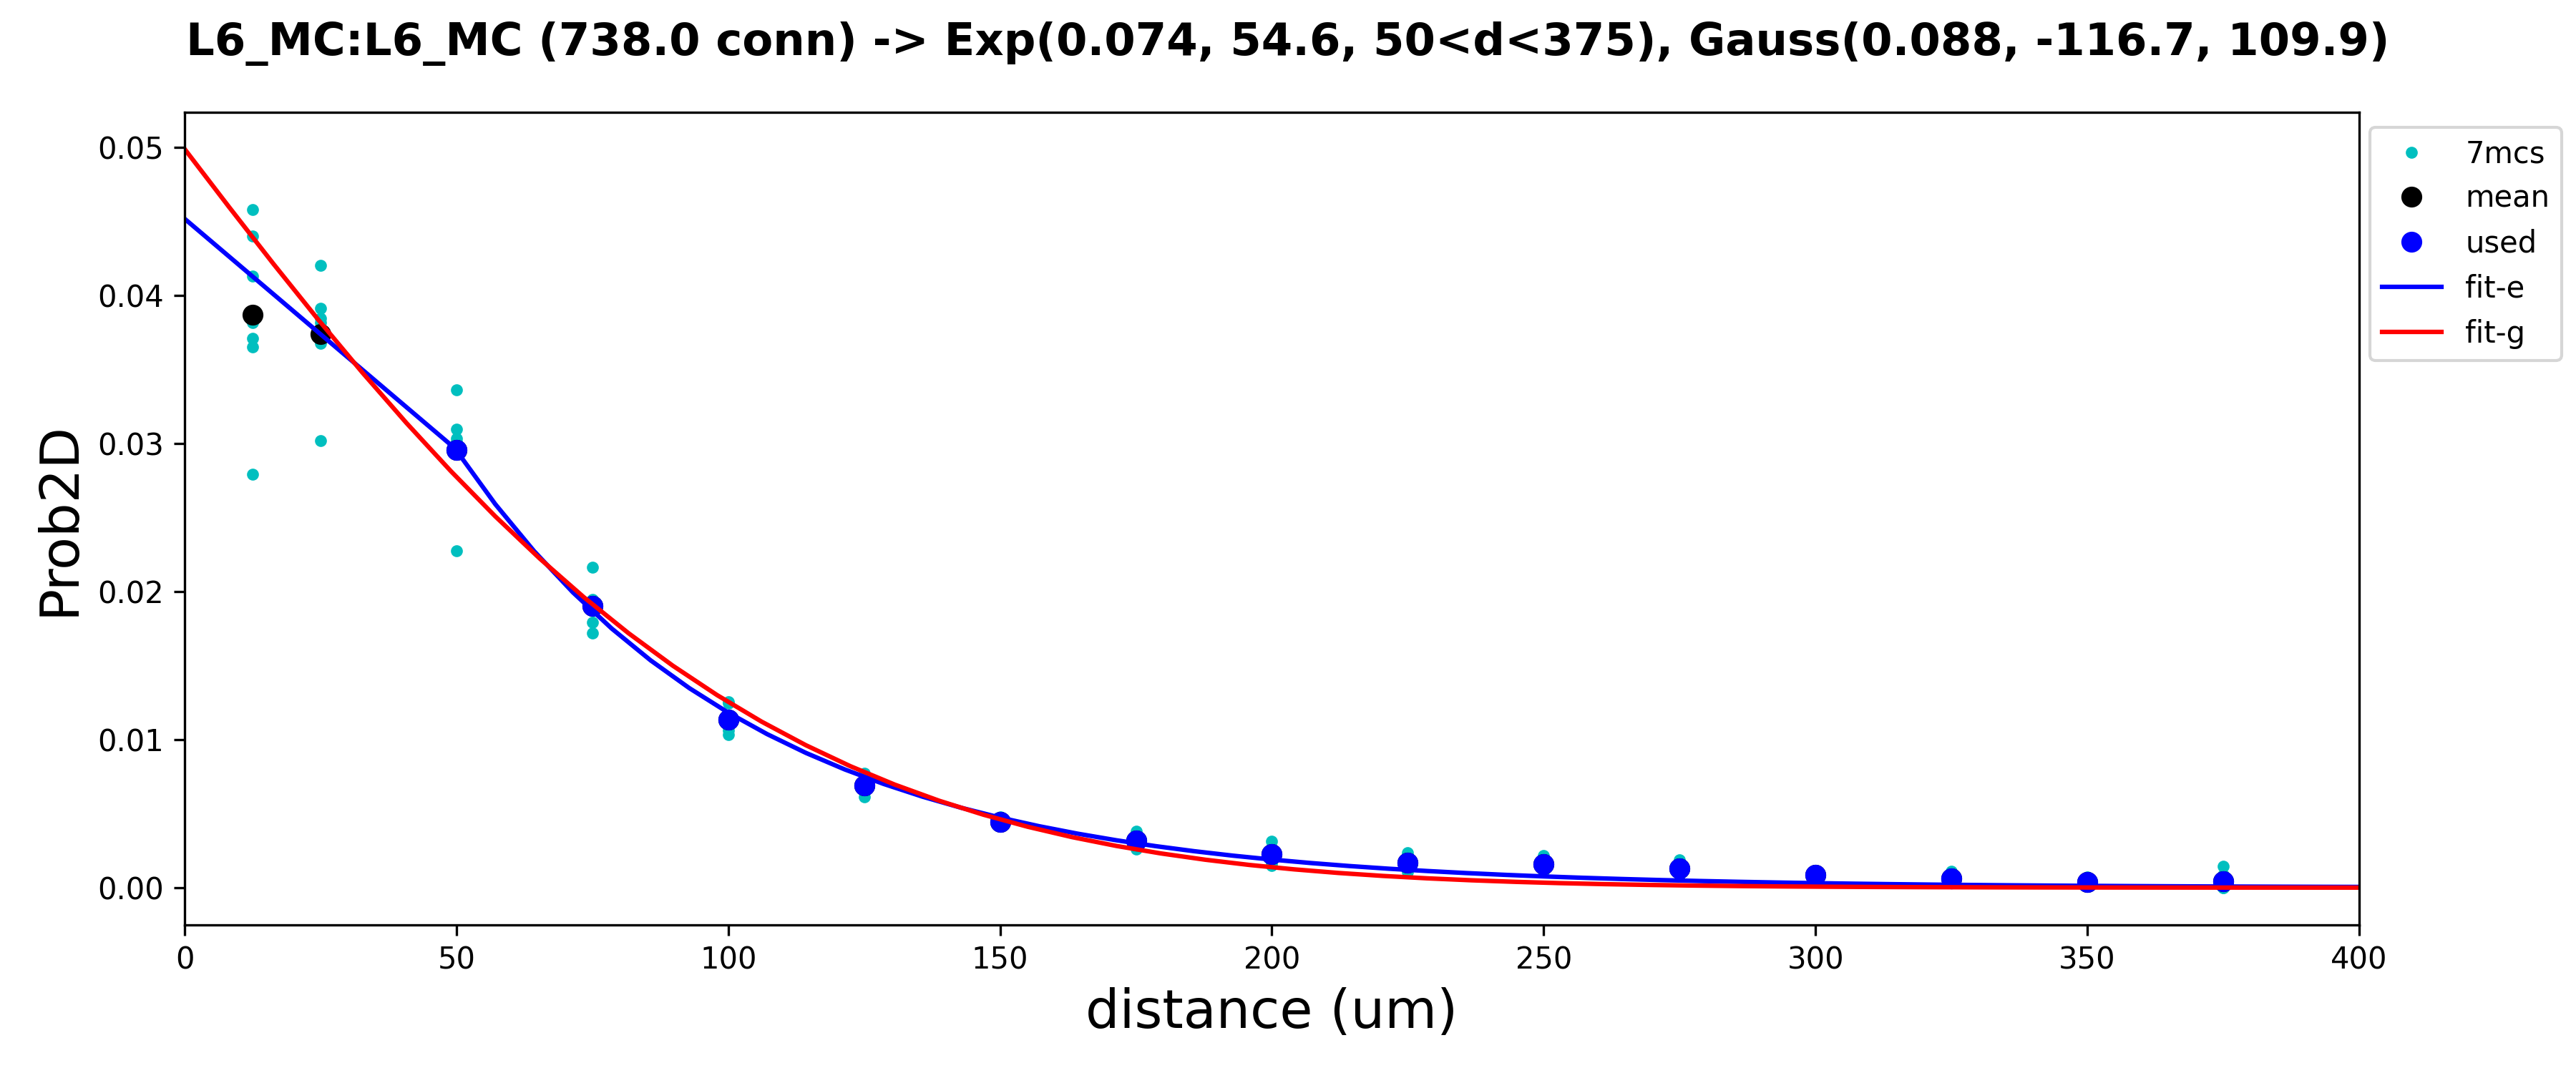 L6_MC:L6_MC (738.0 conn) -> Exp(0.074, 54.6, 50<d<375), Gauss(0.088, -116.7, 109.9)
0.05
0.04
0.03
0.02
0.01
0.00
Prob2D
0 50 100 150 200 250 300 350 400
distance (um)
7mcs
mean
used
fit-e
fit-g